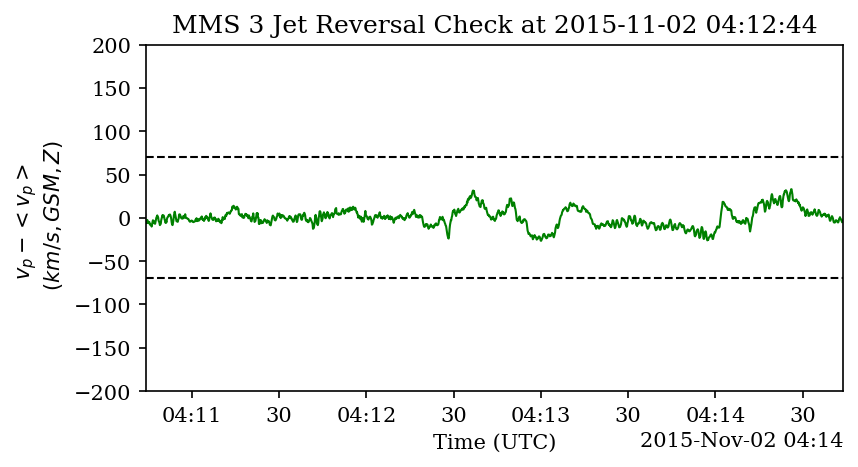 MMS 3 Jet Reversal Check at 2015-11-02 04:12:44
200
150
100
50
0
−50
−100
−150
−200
v_p − < v_p >
(km/s, GSM, Z)
04:11 30 04:12 30 04:13 30 04:14 30
Time (UTC)
2015-Nov-02 04:14